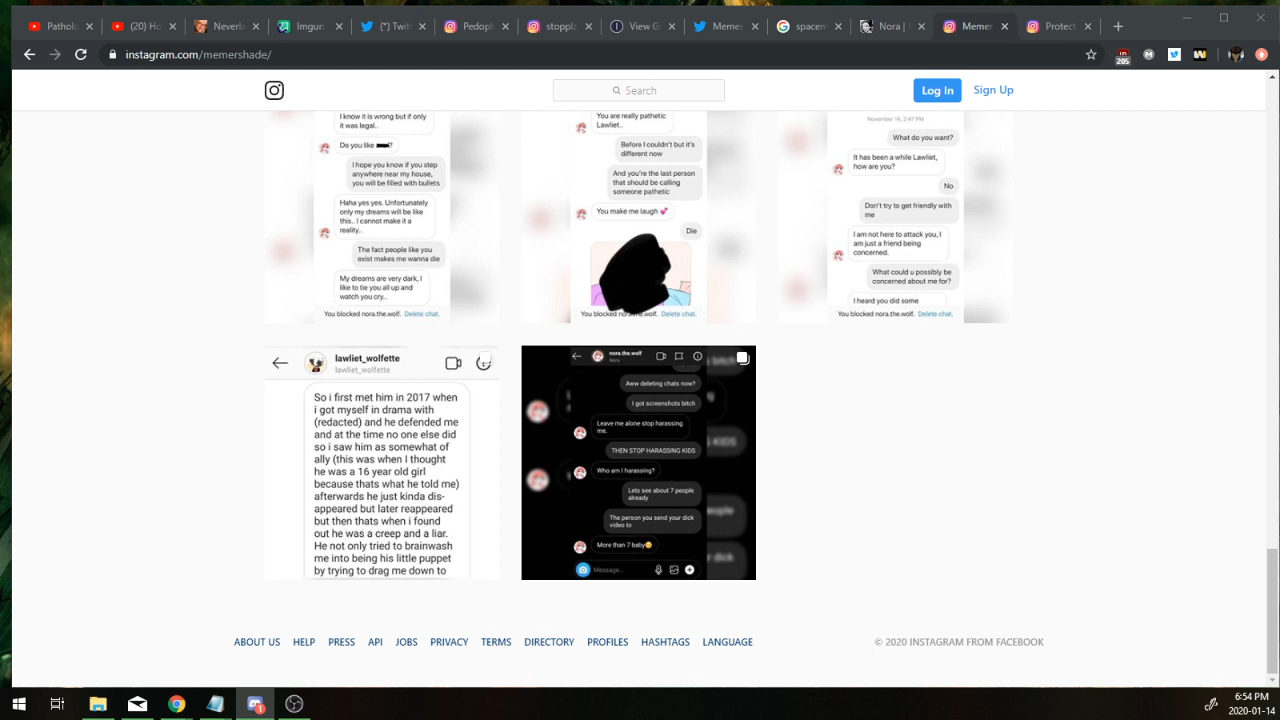 Pathol
(20) Ho
News
Privacy
Pedoph
stopne
News
Memer
spacem
Nora
Protec
instagram.com/memershade/
205
Search
Log In
Sign Up
I know it is wrong but if only
it was legal..
Do you like
I hope you know if you step
anywhere near my house,
you will be filled with bullets
Haha yes yes. Unfortunately
only my dreams will be like
this.. I cannot make it a
reality..
The fact people like you
exist makes me wanna die
My dreams are very dark, I
like to tie you all up and
watch you cry..
You blocked nora.the.wolf. Delete chat.
You are really pathetic
Lawliet..
Before I couldn't but it's
different now
And you're the last person
that should be calling
someone pathetic
You make me laugh 💕
Die
You blocked nora.the.wolf. Delete chat.
November 14, 2:47 PM
What do you want?
It has been a while Lawliet,
how are you?
No
Don't try to get friendly with
me
I am not here to attack you, I
am just a friend being
concerned.
What could u possibly be
concerned about me for?
I heard you did some
You blocked nora.the.wolf. Delete chat.
lawliet_wolfette
lawliet_wolfette
So i first met him in 2017 when
i got myself in drama with
(redacted) and he defended me
and at the time no one else did
so i saw him as somewhat of
ally (this was when I thought
he was a 16 year old girl
because thats what he told me)
afterwards he just kinda dis-
appeared but later reappeared
but then thats when i found
out he was a creep and a liar.
He not only tried to brainwash
me into being his little puppet
by trying to drag me down to
nora.the.wolf
Nora
Aww deleting chats now?
I got screenshots bitch
Leave me alone stop harassing
me.
THEN STOP HARASSING KIDS
Who am I harassing?
Lets see about 7 people
already
The person you send your dick
video to
More than 7 baby🥺
Message...
ABOUT US HELP PRESS API JOBS PRIVACY TERMS DIRECTORY PROFILES HASHTAGS LANGUAGE
© 2020 INSTAGRAM FROM FACEBOOK
6:54 PM
2020-01-14